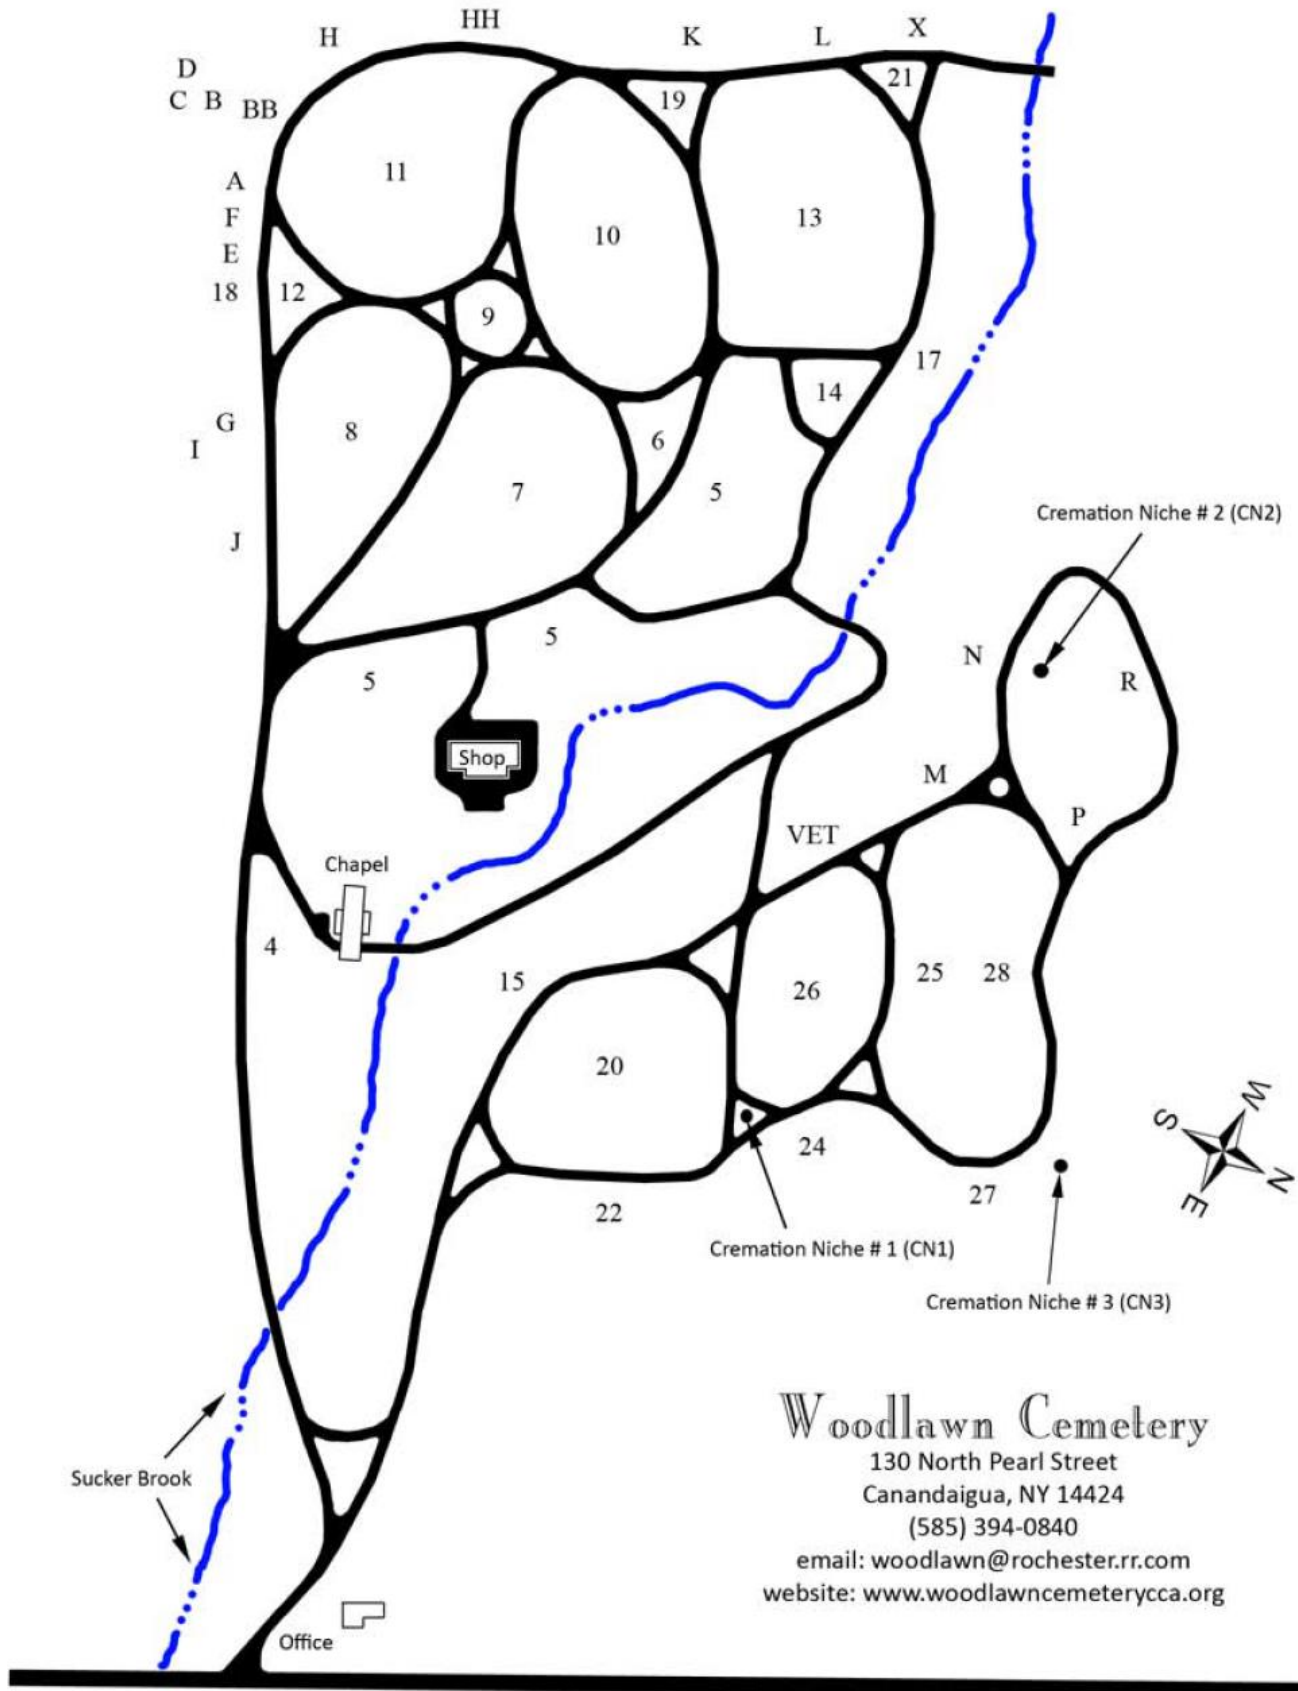 HH
H
K
L
X
D
C B BB
19
21
11
A
F
E
18
12
10
13
9
17
14
G
I
8
6
7
5
J
Cremation Niche # 2 (CN2)
5
5
N
R
Shop
M
P
VET
Chapel
4
15
26
25
28
20
24
27
22
W
S
N
E
Cremation Niche # 1 (CN1)
Cremation Niche # 3 (CN3)
Sucker Brook
Office
Woodlawn Cemetery
130 North Pearl Street
Canandaigua, NY 14424
(585) 394-0840
email: woodlawn@rochester.rr.com
website: www.woodlawncemeterycca.org